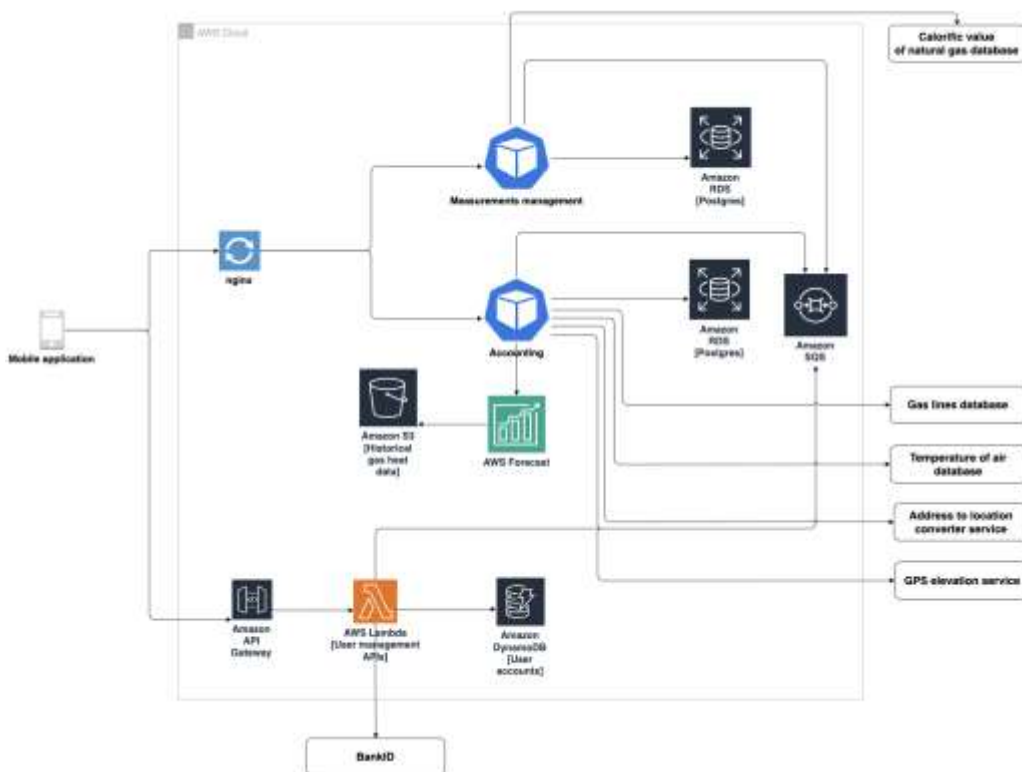 AWS Cloud
Calorific value
of natural gas database
Measurements management
Amazon
RDS
[Postgres]
nginx
Mobile application
Accounting
Amazon
RDS
[Postgres]
Amazon
SQS
Amazon S3
[Historical
gas heat
data]
AWS Forecast
Gas lines database
Temperature of air
database
Address to location
converter service
GPS elevation service
Amazon
API
Gateway
AWS Lambda
[User management
APIs]
Amazon
DynamoDB
[User
accounts]
BankID